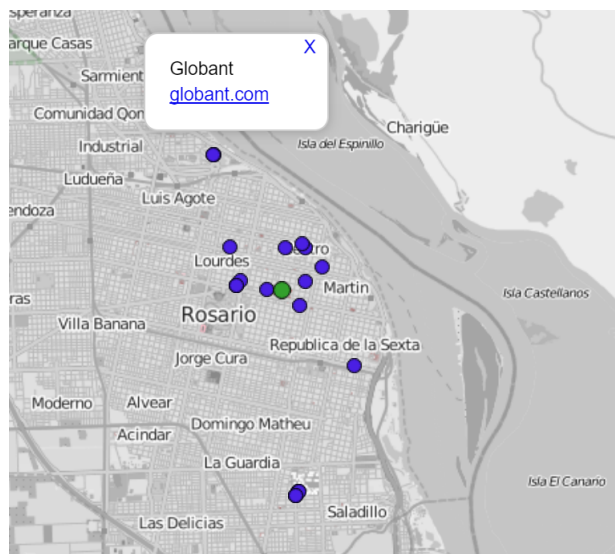 speranza
arque Casas
X
Globant
globant.com
Sarmient
Comunidad Qom
Charigüe
Industrial
Isla del Espinillo
Ludueña
Luis Agote
endoza
Lourdes
Martin
Isla Castellanos
ras
Rosario
Villa Banana
Republica de la Sexta
Jorge Cura
Moderno
Alvear
Domingo Matheu
Acindar
La Guardia
Isla El Canario
Saladillo
Las Delicias